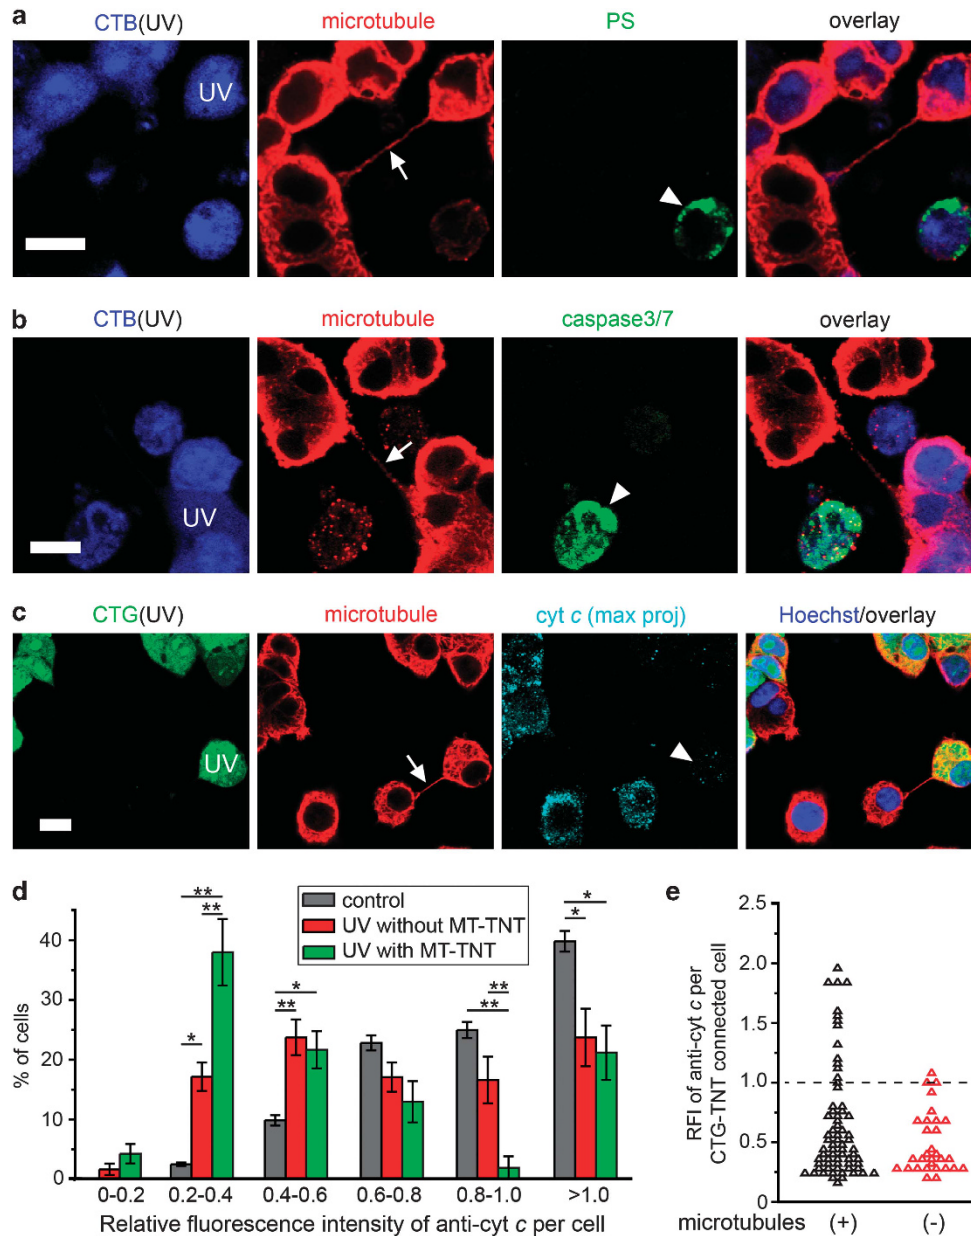 a
CTB(UV) microtubule PS overlay
UV
b
CTB(UV) microtubule caspase3/7 overlay
UV
c
CTG(UV) microtubule cyt c (max proj) Hoechst/overlay
UV
d
control
UV without MT-TNT
UV with MT-TNT
** ** * * ** ** ** * *
% of cells
40
30
20
10
0
0-0.2 0.2-0.4 0.4-0.6 0.6-0.8 0.8-1.0 >1.0
Relative fluorescence intensity of anti-cyt c per cell
e
RFI of anti-cyt c per
CTG-TNT connected cell
2.5
2.0
1.5
1.0
0.5
0
microtubules (+) (-)